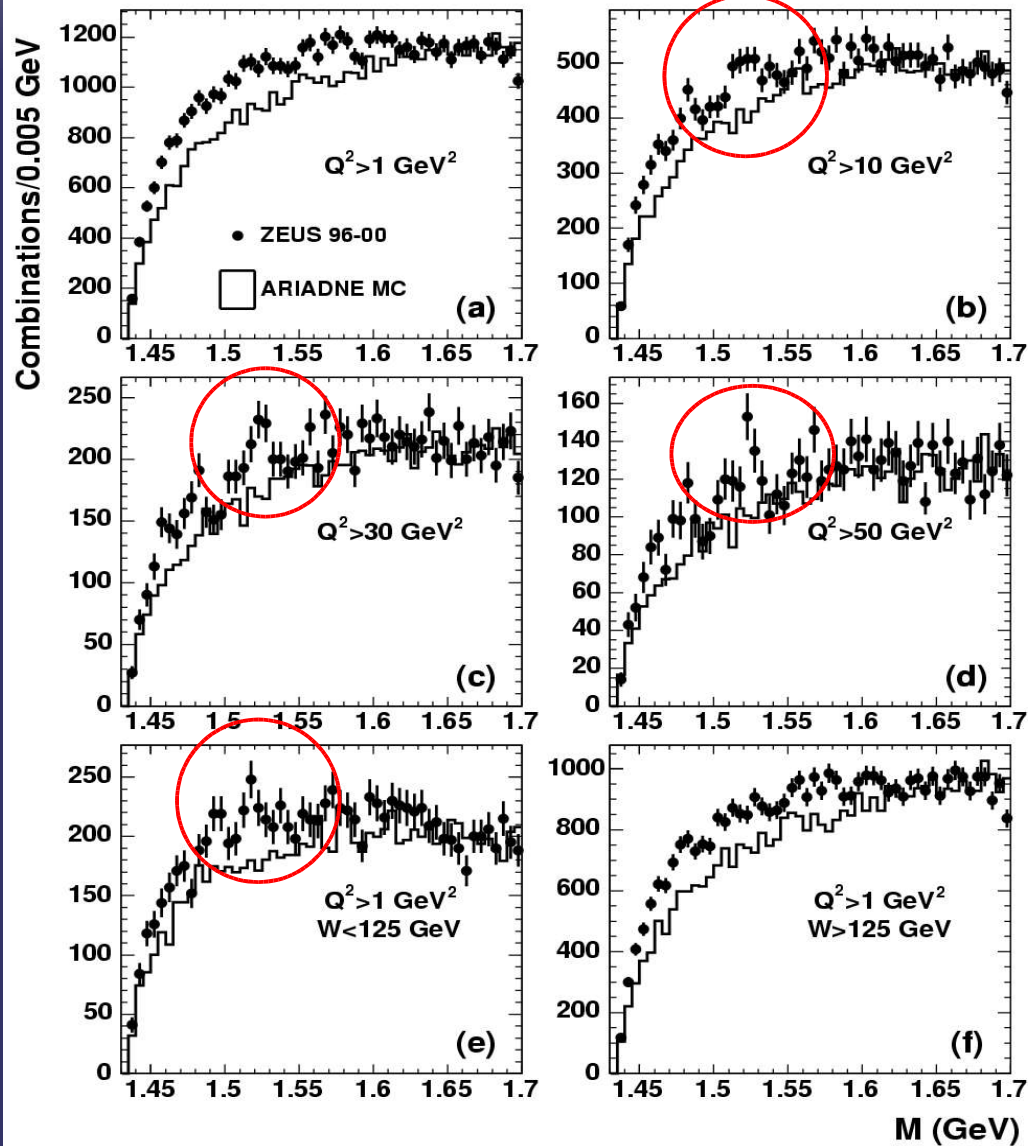 Combinations/0.005 GeV
1200
1000
800
600
400
200
0
Q²>1 GeV²
ZEUS 96-00
ARIADNE MC
(a)
1.45 1.5 1.55 1.6 1.65 1.7
500
400
300
200
100
0
Q²>10 GeV²
(b)
1.45 1.5 1.55 1.6 1.65 1.7
250
200
150
100
50
0
Q²>30 GeV²
(c)
1.45 1.5 1.55 1.6 1.65 1.7
160
140
120
100
80
60
40
20
0
Q²>50 GeV²
(d)
1.45 1.5 1.55 1.6 1.65 1.7
250
200
150
100
50
0
Q²>1 GeV²
W<125 GeV
(e)
1.45 1.5 1.55 1.6 1.65 1.7
1000
800
600
400
200
0
Q²>1 GeV²
W>125 GeV
(f)
1.45 1.5 1.55 1.6 1.65 1.7
M (GeV)